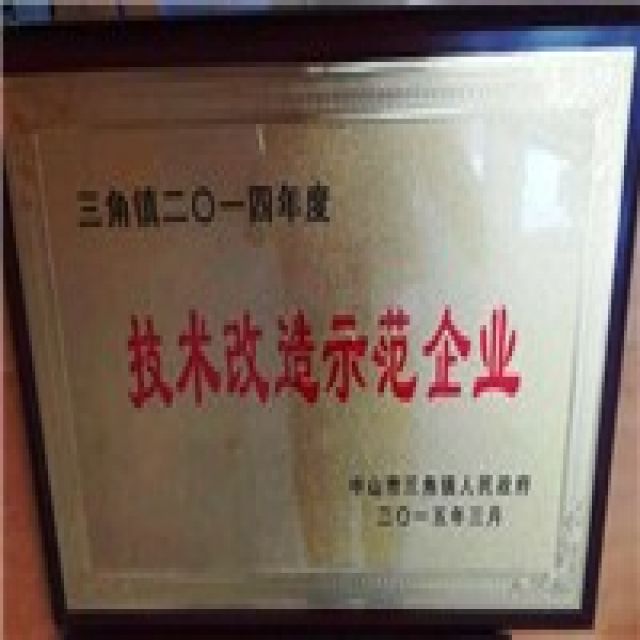 三角镇二〇一四年度
技术改造示范企业
中山市三角镇人民政府
二〇一五年三月